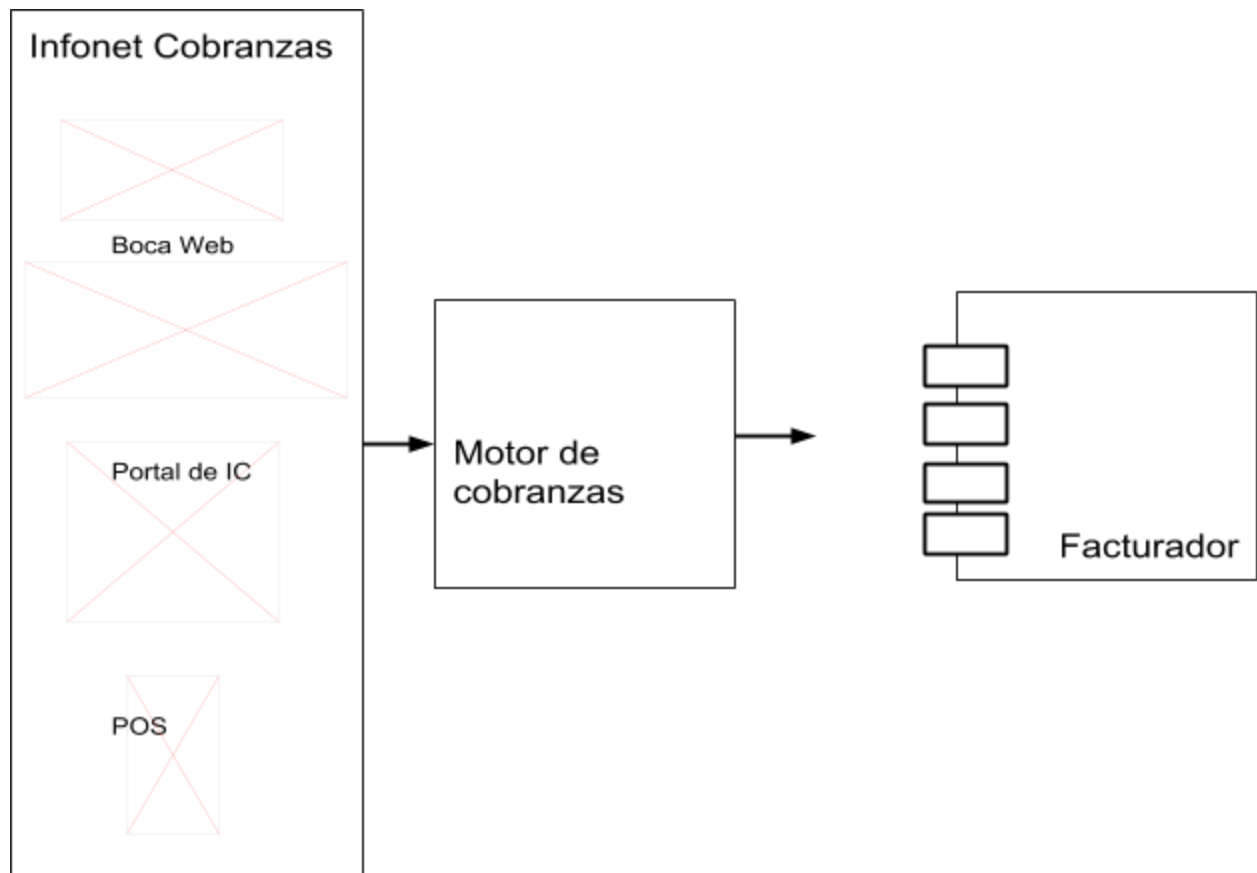 Infonet Cobranzas
Boca Web
Portal de IC
POS
Motor de
cobranzas
Facturador